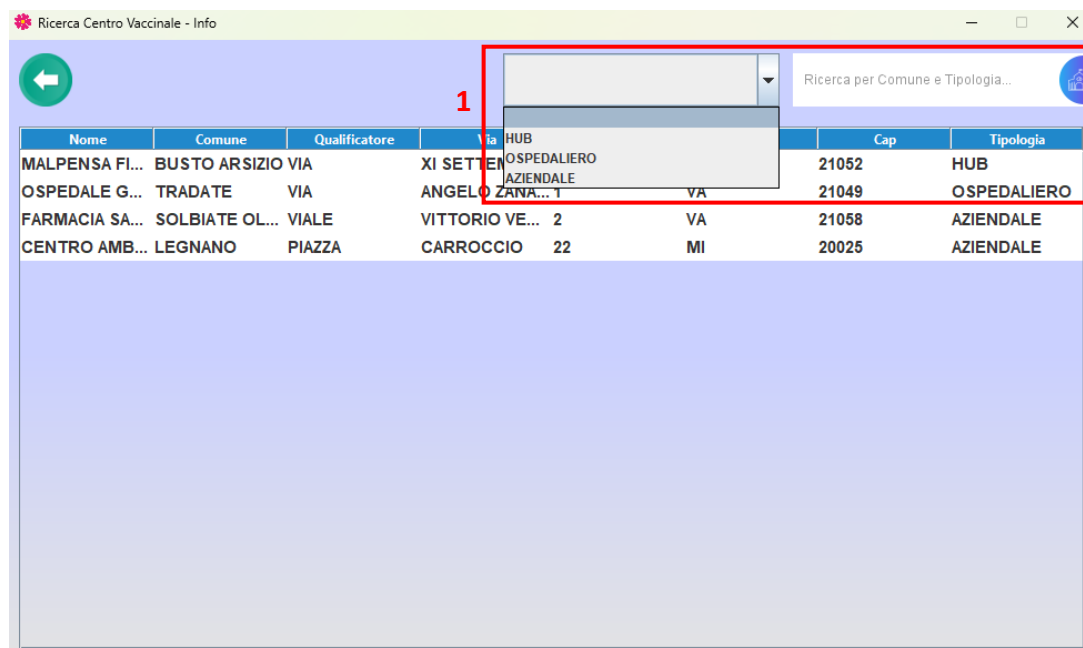 Ricerca Centro Vaccinale - Info
Ricerca per Comune e Tipologia...
1
Nome Comune Qualificatore Via Cap Tipologia
HUB
OSPEDALIERO
AZIENDALE
MALPENSA FI... BUSTO ARSIZIO VIA XI SETTEM 21052 HUB
OSPEDALE G... TRADATE VIA ANGELO ZANA... 1 VA 21049 OSPEDALIERO
FARMACIA SA... SOLBIATE OL... VIALE VITTORIO VE... 2 VA 21058 AZIENDALE
CENTRO AMB... LEGNANO PIAZZA CARROCCIO 22 MI 20025 AZIENDALE